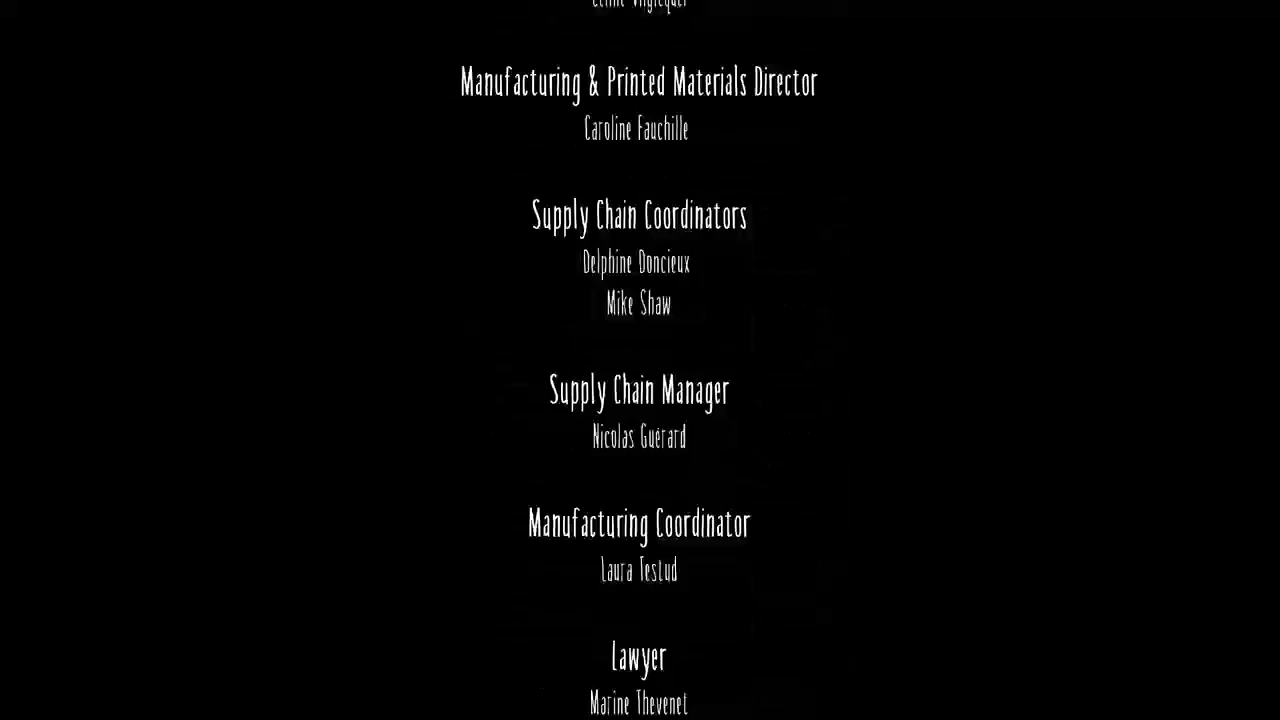 Manufacturing & Printed Materials Director
Caroline Fauchille
Supply Chain Coordinators
Delphine Doncieux
Mike Shaw
Supply Chain Manager
Nicolas Guérard
Manufacturing Coordinator
Laura Testud
Lawyer
Marine Thevenet